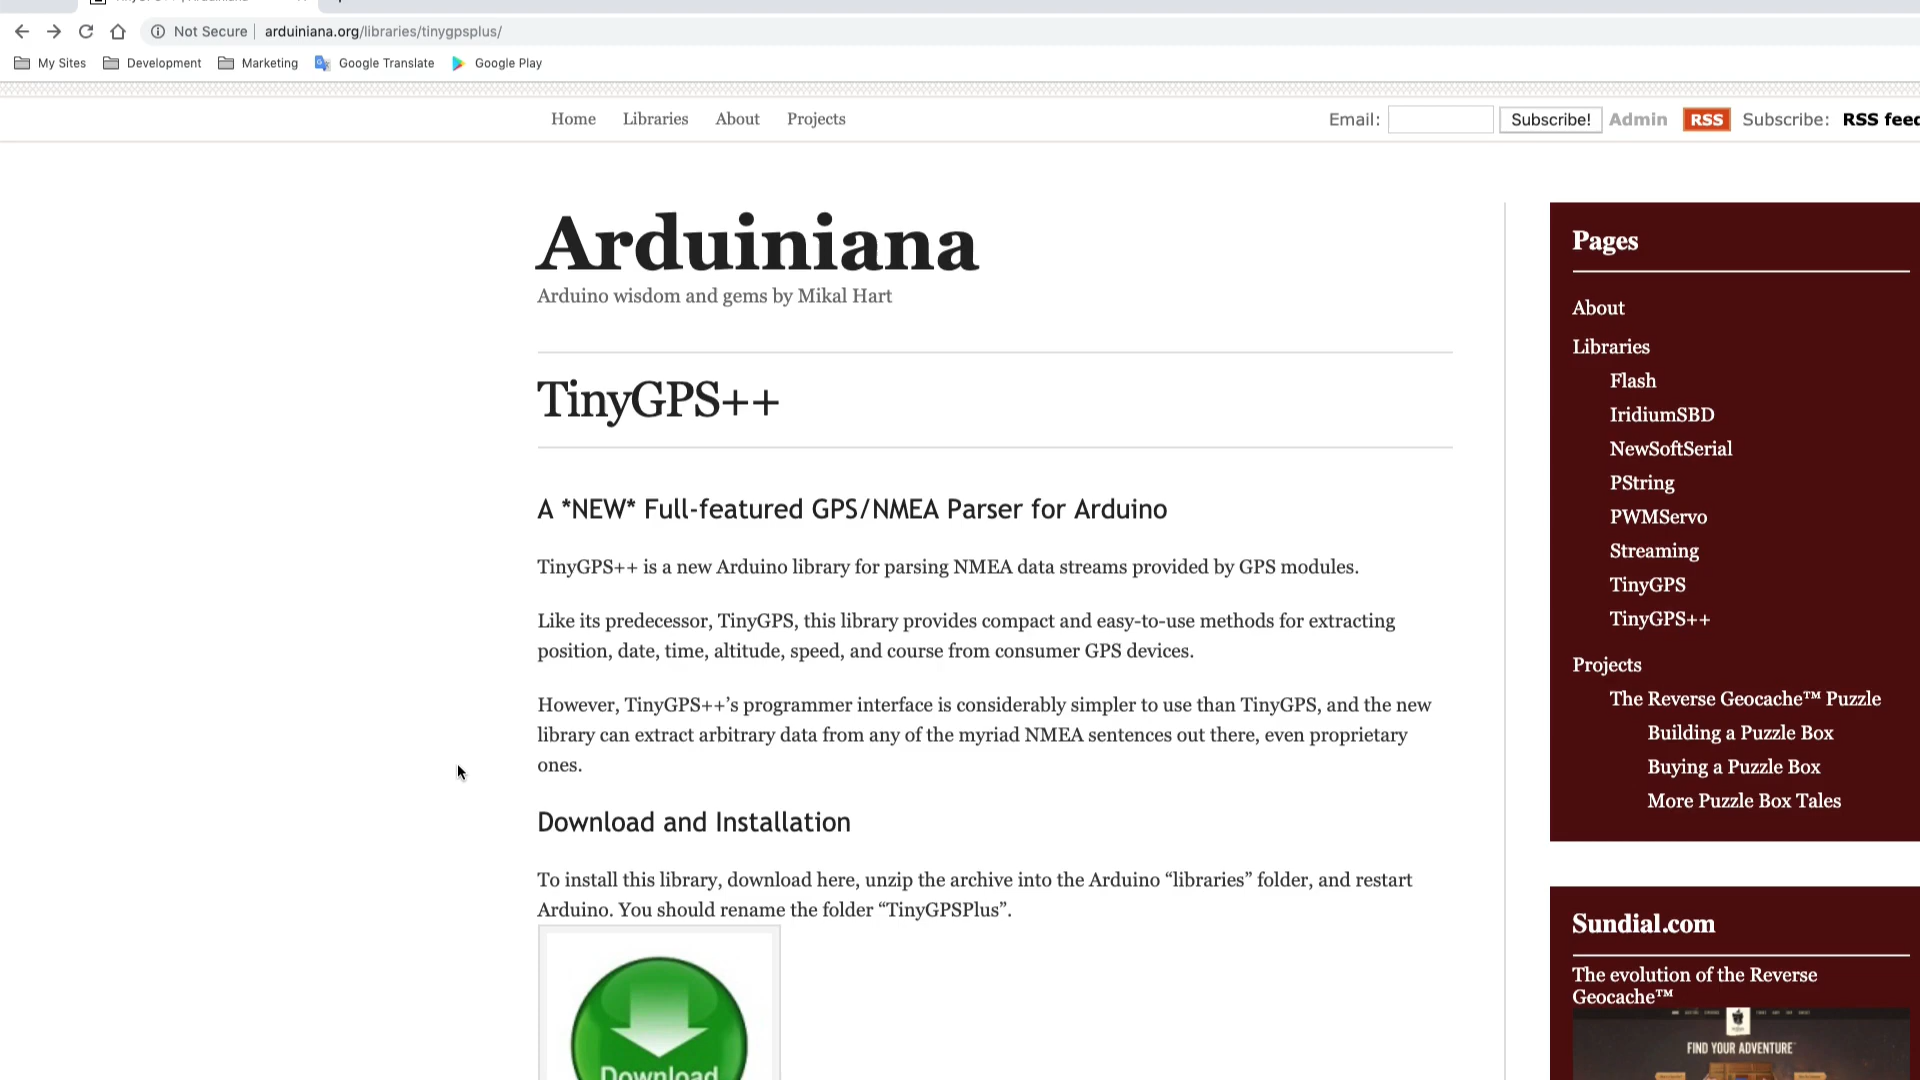 Not Secure arduiniana.org/libraries/tinygpsplus/
My Sites Development Marketing Google Translate Google Play
Home Libraries About Projects
Email: Subscribe! Admin RSS Subscribe: RSS feed
Arduiniana
Arduino wisdom and gems by Mikal Hart
TinyGPS++
A *NEW* Full-featured GPS/NMEA Parser for Arduino
TinyGPS++ is a new Arduino library for parsing NMEA data streams provided by GPS modules.
Like its predecessor, TinyGPS, this library provides compact and easy-to-use methods for extracting
position, date, time, altitude, speed, and course from consumer GPS devices.
However, TinyGPS++’s programmer interface is considerably simpler to use than TinyGPS, and the new
library can extract arbitrary data from any of the myriad NMEA sentences out there, even proprietary
ones.
Download and Installation
To install this library, download here, unzip the archive into the Arduino “libraries” folder, and restart
Arduino. You should rename the folder “TinyGPSPlus”.
Download
Pages
About
Libraries
Flash
IridiumSBD
NewSoftSerial
PString
PWMServo
Streaming
TinyGPS
TinyGPS++
Projects
The Reverse Geocache™ Puzzle
Building a Puzzle Box
Buying a Puzzle Box
More Puzzle Box Tales
Sundial.com
The evolution of the Reverse
Geocache™
FIND YOUR ADVENTURE